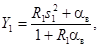 Y₁ = (R₁s₁² + α_в) / (1 + R₁α_в),